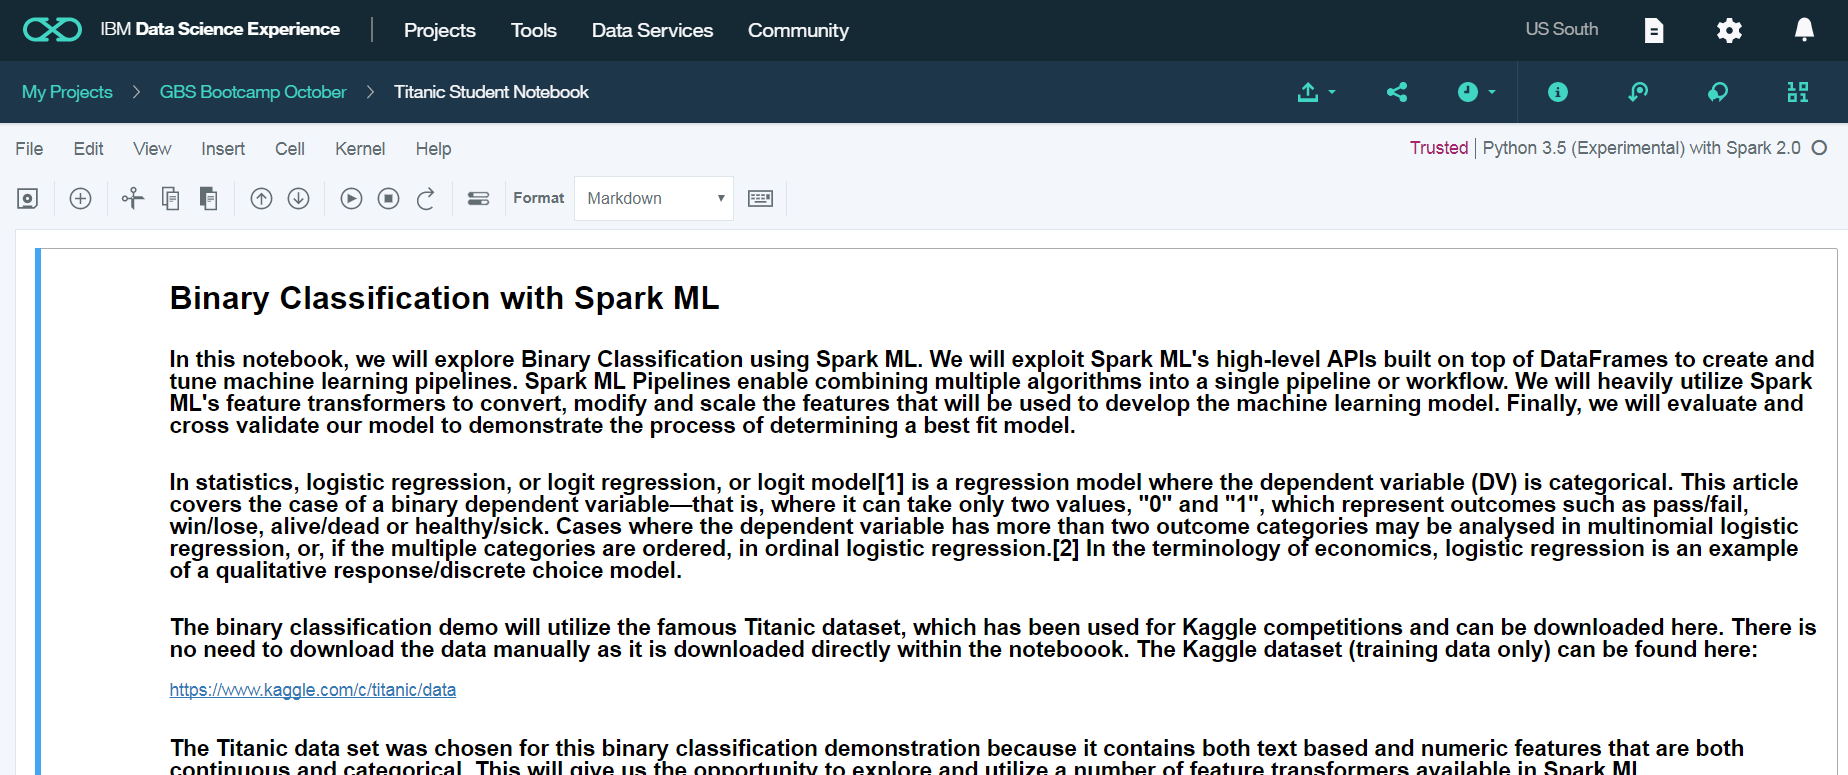 IBM Data Science Experience
Projects
Tools
Data Services
Community
US South
My Projects > GBS Bootcamp October > Titanic Student Notebook
File Edit View Insert Cell Kernel Help
Trusted | Python 3.5 (Experimental) with Spark 2.0
Format
Markdown
Binary Classification with Spark ML
In this notebook, we will explore Binary Classification using Spark ML. We will exploit Spark ML's high-level APIs built on top of DataFrames to create and
tune machine learning pipelines. Spark ML Pipelines enable combining multiple algorithms into a single pipeline or workflow. We will heavily utilize Spark
ML's feature transformers to convert, modify and scale the features that will be used to develop the machine learning model. Finally, we will evaluate and
cross validate our model to demonstrate the process of determining a best fit model.
In statistics, logistic regression, or logit regression, or logit model[1] is a regression model where the dependent variable (DV) is categorical. This article
covers the case of a binary dependent variable—that is, where it can take only two values, "0" and "1", which represent outcomes such as pass/fail,
win/lose, alive/dead or healthy/sick. Cases where the dependent variable has more than two outcome categories may be analysed in multinomial logistic
regression, or, if the multiple categories are ordered, in ordinal logistic regression.[2] In the terminology of economics, logistic regression is an example
of a qualitative response/discrete choice model.
The binary classification demo will utilize the famous Titanic dataset, which has been used for Kaggle competitions and can be downloaded here. There is
no need to download the data manually as it is downloaded directly within the noteboook. The Kaggle dataset (training data only) can be found here:
https://www.kaggle.com/c/titanic/data
The Titanic data set was chosen for this binary classification demonstration because it contains both text based and numeric features that are both
continuous and categorical. This will give us the opportunity to explore and utilize a number of feature transformers available in Spark ML.